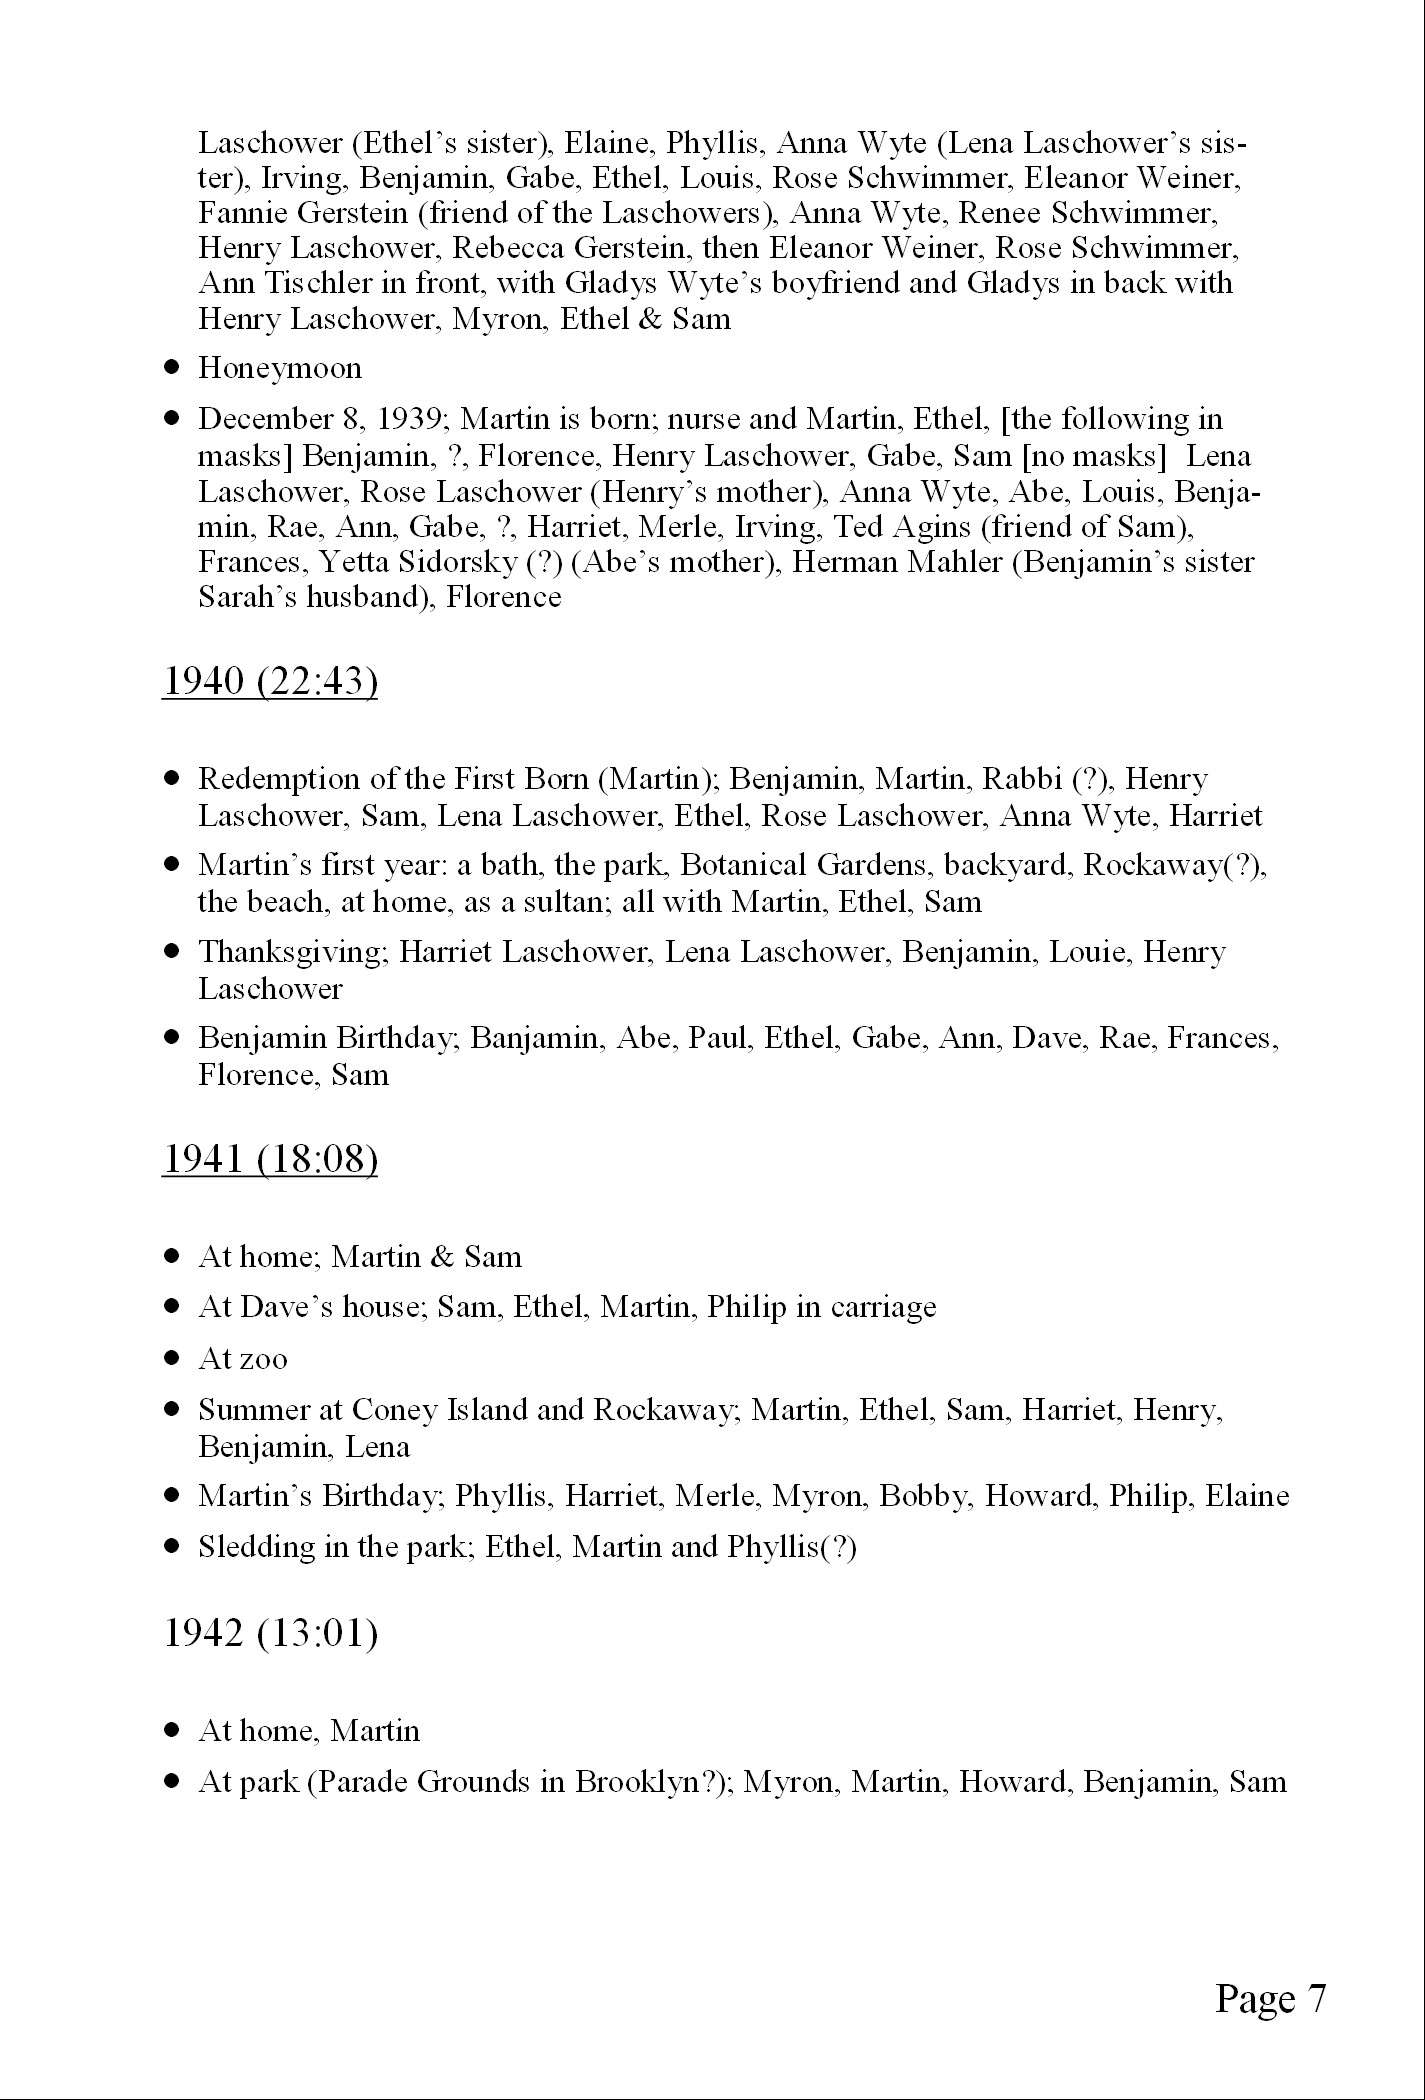 Laschower (Ethel’s sister), Elaine, Phyllis, Anna Wyte (Lena Laschower’s sis-
ter), Irving, Benjamin, Gabe, Ethel, Louis, Rose Schwimmer, Eleanor Weiner,
Fannie Gerstein (friend of the Laschowers), Anna Wyte, Renee Schwimmer,
Henry Laschower, Rebecca Gerstein, then Eleanor Weiner, Rose Schwimmer,
Ann Tischler in front, with Gladys Wyte’s boyfriend and Gladys in back with
Henry Laschower, Myron, Ethel & Sam
● Honeymoon
● December 8, 1939; Martin is born; nurse and Martin, Ethel, [the following in
masks] Benjamin, ?, Florence, Henry Laschower, Gabe, Sam [no masks]  Lena
Laschower, Rose Laschower (Henry’s mother), Anna Wyte, Abe, Louis, Benja-
min, Rae, Ann, Gabe, ?, Harriet, Merle, Irving, Ted Agins (friend of Sam),
Frances, Yetta Sidorsky (?) (Abe’s mother), Herman Mahler (Benjamin’s sister
Sarah’s husband), Florence
1940 (22:43)
● Redemption of the First Born (Martin); Benjamin, Martin, Rabbi (?), Henry
Laschower, Sam, Lena Laschower, Ethel, Rose Laschower, Anna Wyte, Harriet
● Martin’s first year: a bath, the park, Botanical Gardens, backyard, Rockaway(?),
the beach, at home, as a sultan; all with Martin, Ethel, Sam
● Thanksgiving; Harriet Laschower, Lena Laschower, Benjamin, Louie, Henry
Laschower
● Benjamin Birthday; Banjamin, Abe, Paul, Ethel, Gabe, Ann, Dave, Rae, Frances,
Florence, Sam
1941 (18:08)
● At home; Martin & Sam
● At Dave’s house; Sam, Ethel, Martin, Philip in carriage
● At zoo
● Summer at Coney Island and Rockaway; Martin, Ethel, Sam, Harriet, Henry,
Benjamin, Lena
● Martin’s Birthday; Phyllis, Harriet, Merle, Myron, Bobby, Howard, Philip, Elaine
● Sledding in the park; Ethel, Martin and Phyllis(?)
1942 (13:01)
● At home, Martin
● At park (Parade Grounds in Brooklyn?); Myron, Martin, Howard, Benjamin, Sam
Page 7